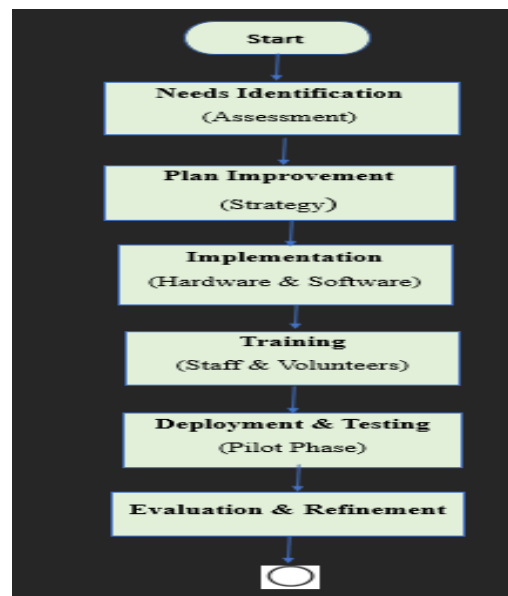 Start
Needs Identification
(Assessment)
Plan Improvement
(Strategy)
Implementation
(Hardware & Software)
Training
(Staff & Volunteers)
Deployment & Testing
(Pilot Phase)
Evaluation & Refinement